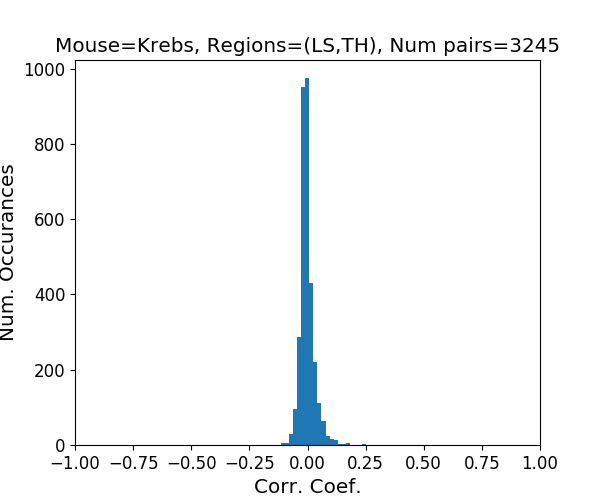 Mouse=Krebs, Regions=(LS,TH), Num pairs=3245
1000
800
600
400
200
0
Num. Occurances
−1.00 −0.75 −0.50 −0.25 0.00 0.25 0.50 0.75 1.00
Corr. Coef.